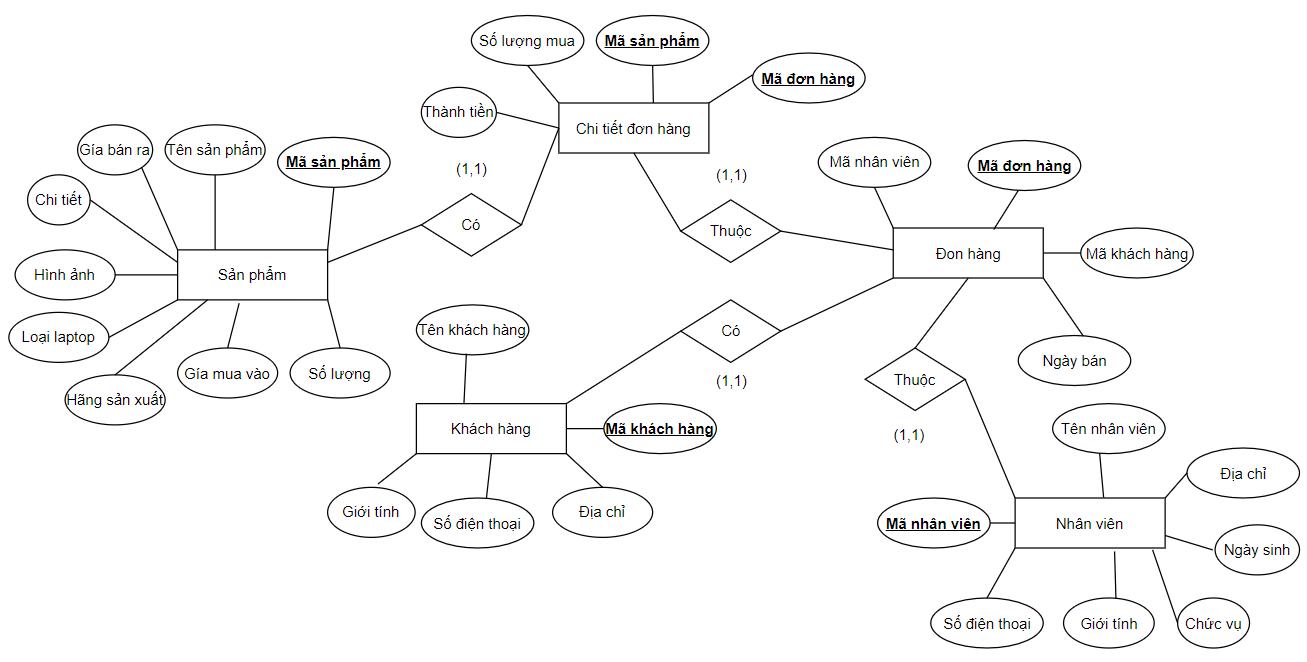 Số lượng mua
Mã sản phẩm
Mã đơn hàng
Thành tiền
Chi tiết đơn hàng
Gía bán ra
Tên sản phẩm
Mã sản phẩm
(1,1)
(1,1)
Mã nhân viên
Mã đơn hàng
Chi tiết
Có
Thuộc
Đon hàng
Mã khách hàng
Hình ảnh
Sản phẩm
Loại laptop
Tên khách hàng
Có
Gía mua vào
Số lượng
(1,1)
Ngày bán
Thuộc
Hãng sản xuất
Khách hàng
Mã khách hàng
(1,1)
Tên nhân viên
Địa chỉ
Giới tính
Số điện thoại
Địa chỉ
Mã nhân viên
Nhân viên
Ngày sinh
Số điện thoại
Giới tính
Chức vụ